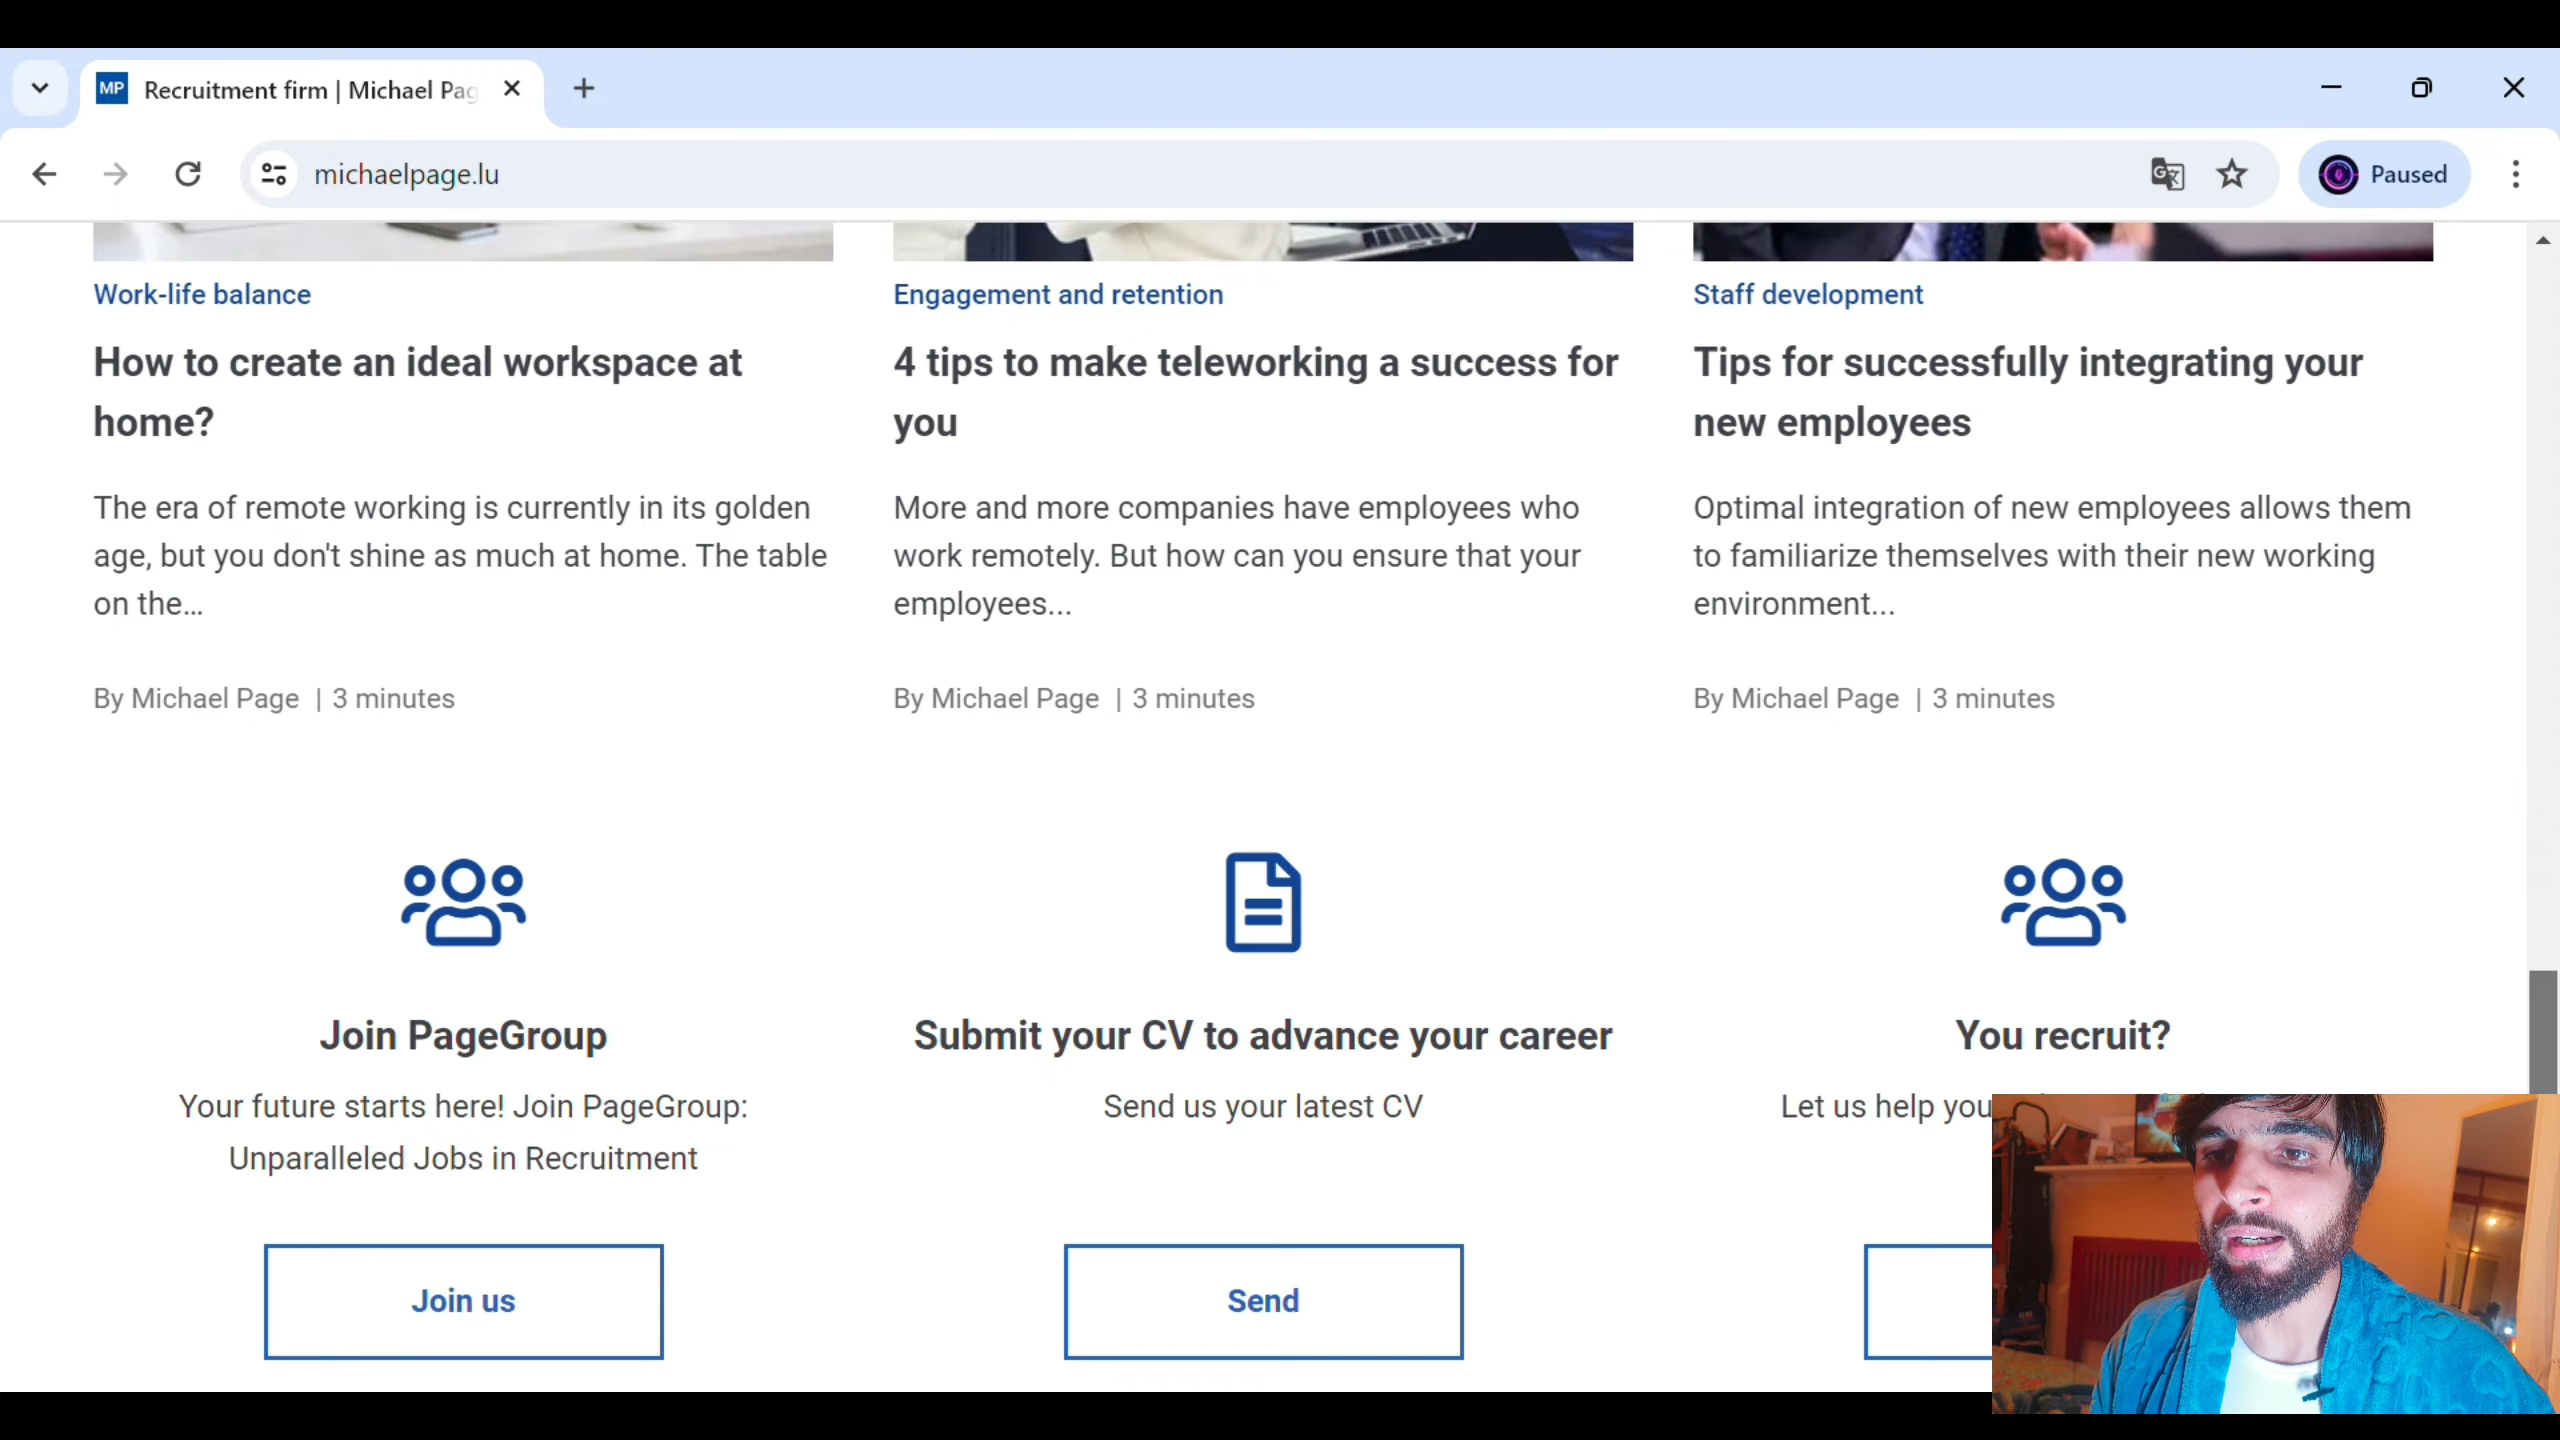 MP Recruitment firm | Michael Pag
michaelpage.lu
Paused
Work-life balance
How to create an ideal workspace at
home?
The era of remote working is currently in its golden
age, but you don't shine as much at home. The table
on the...
By Michael Page | 3 minutes
Engagement and retention
4 tips to make teleworking a success for
you
More and more companies have employees who
work remotely. But how can you ensure that your
employees...
By Michael Page | 3 minutes
Staff development
Tips for successfully integrating your
new employees
Optimal integration of new employees allows them
to familiarize themselves with their new working
environment...
By Michael Page | 3 minutes
Join PageGroup
Your future starts here! Join PageGroup:
Unparalleled Jobs in Recruitment
Join us
Submit your CV to advance your career
Send us your latest CV
Send
You recruit?
Let us help you